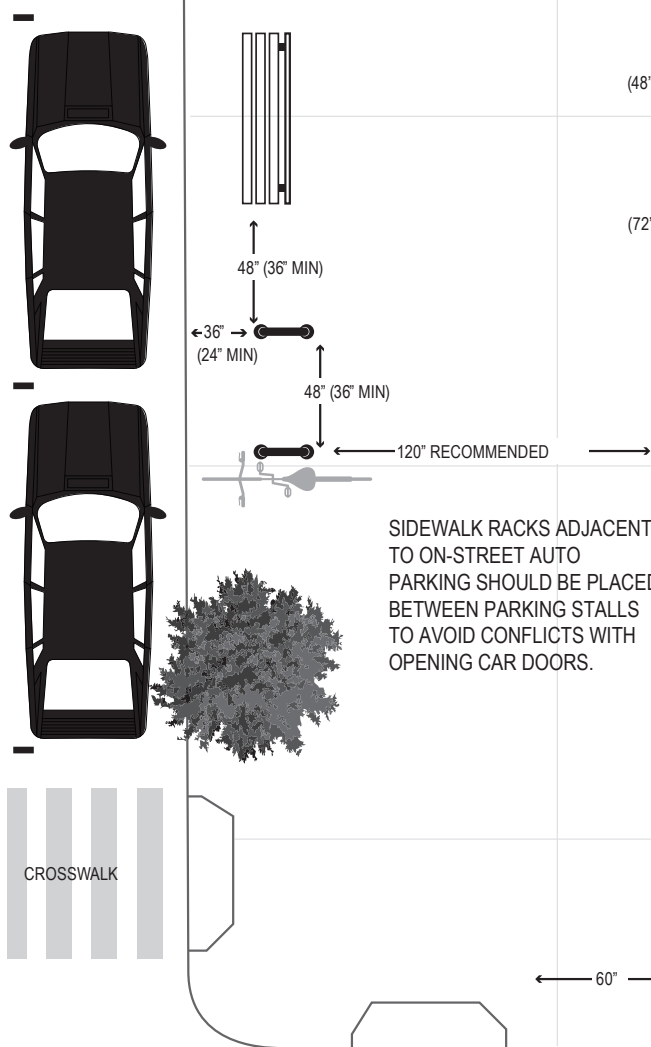 (48"
(72"
48" (36" MIN)
36"
(24" MIN)
48" (36" MIN)
120" RECOMMENDED
SIDEWALK RACKS ADJACENT
TO ON-STREET AUTO
PARKING SHOULD BE PLACED
BETWEEN PARKING STALLS
TO AVOID CONFLICTS WITH
OPENING CAR DOORS.
CROSSWALK
60"